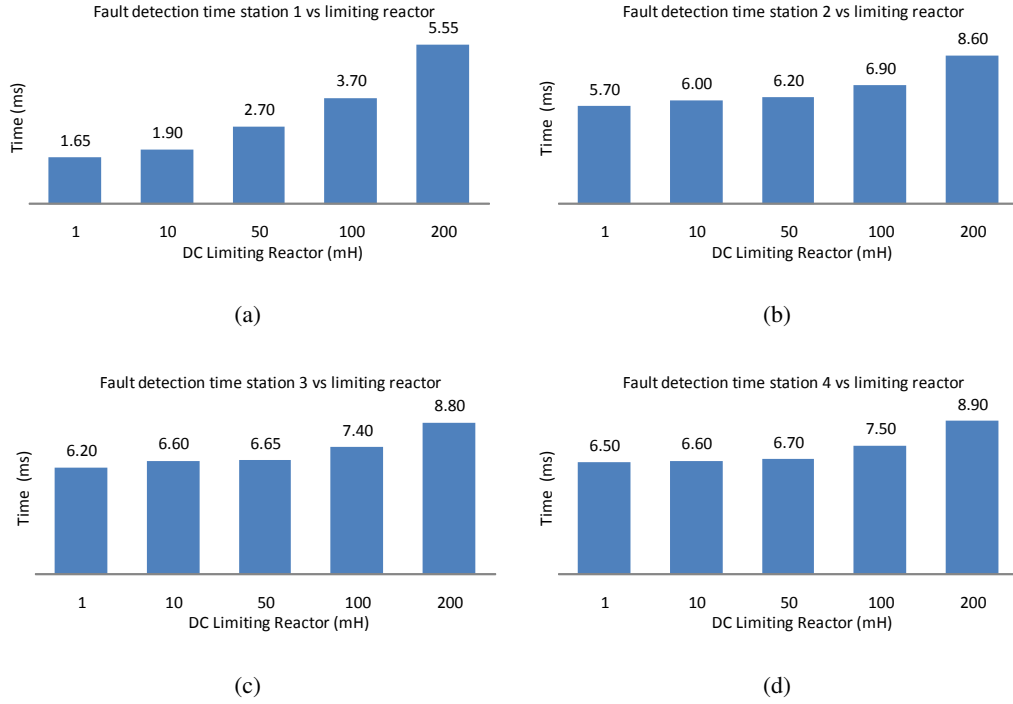 Fault detection time station 1 vs limiting reactor
Time (ms)
1.65 1.90 2.70 3.70 5.55
1 10 50 100 200
DC Limiting Reactor (mH)
(a)
Fault detection time station 2 vs limiting reactor
Time (ms)
5.70 6.00 6.20 6.90 8.60
1 10 50 100 200
DC Limiting Reactor (mH)
(b)
Fault detection time station 3 vs limiting reactor
Time (ms)
6.20 6.60 6.65 7.40 8.80
1 10 50 100 200
DC Limiting Reactor (mH)
(c)
Fault detection time station 4 vs limiting reactor
Time (ms)
6.50 6.60 6.70 7.50 8.90
1 10 50 100 200
DC Limiting Reactor (mH)
(d)